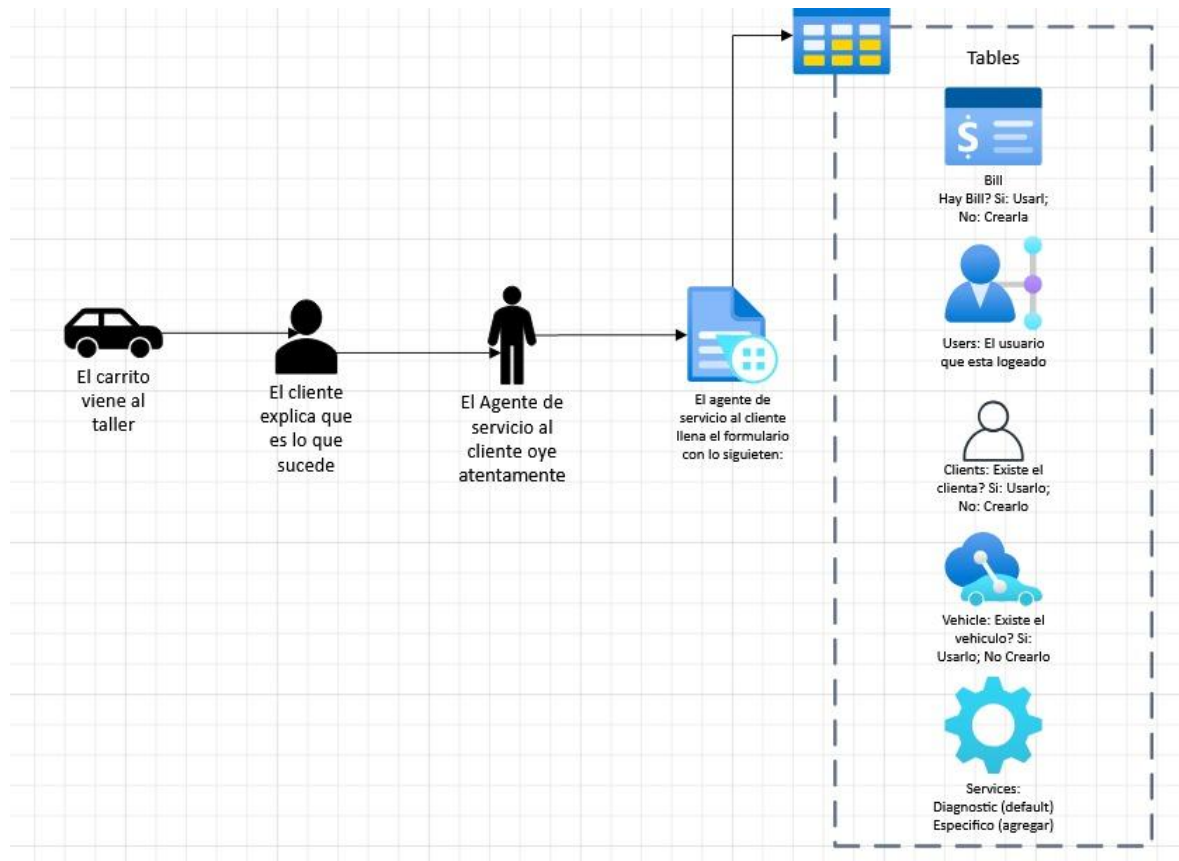 El carrito
viene al
taller
El cliente
explica que
es lo que
sucede
El Agente de
servicio al
cliente oye
atentamente
El agente de
servicio al cliente
llena el formulario
con lo siguieten:
Tables
$
Bill
Hay Bill? Si: Usarl;
No: Crearla
Users: El usuario
que esta logeado
Clients: Existe el
clienta? Si: Usarlo;
No: Crearlo
Vehicle: Existe el
vehiculo? Si:
Usarlo; No Crearlo
Services:
Diagnostic (default)
Especifico (agregar)